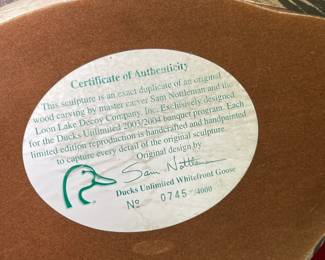 Certificate of Authenticity
This sculpture is an exact duplicate of an original
wood carving by master carver Sam Nottleman and the
Loon Lake Decoy Company, Inc. Exclusively designed
for the Ducks Unlimited 2003/2004 banquet program. Each
limited edition reproduction is handcrafted and handpainted
to capture every detail of the original sculpture
Original design by
Sam Nottleman
Ducks Unlimited Whitefront Goose
No 0745 /4000